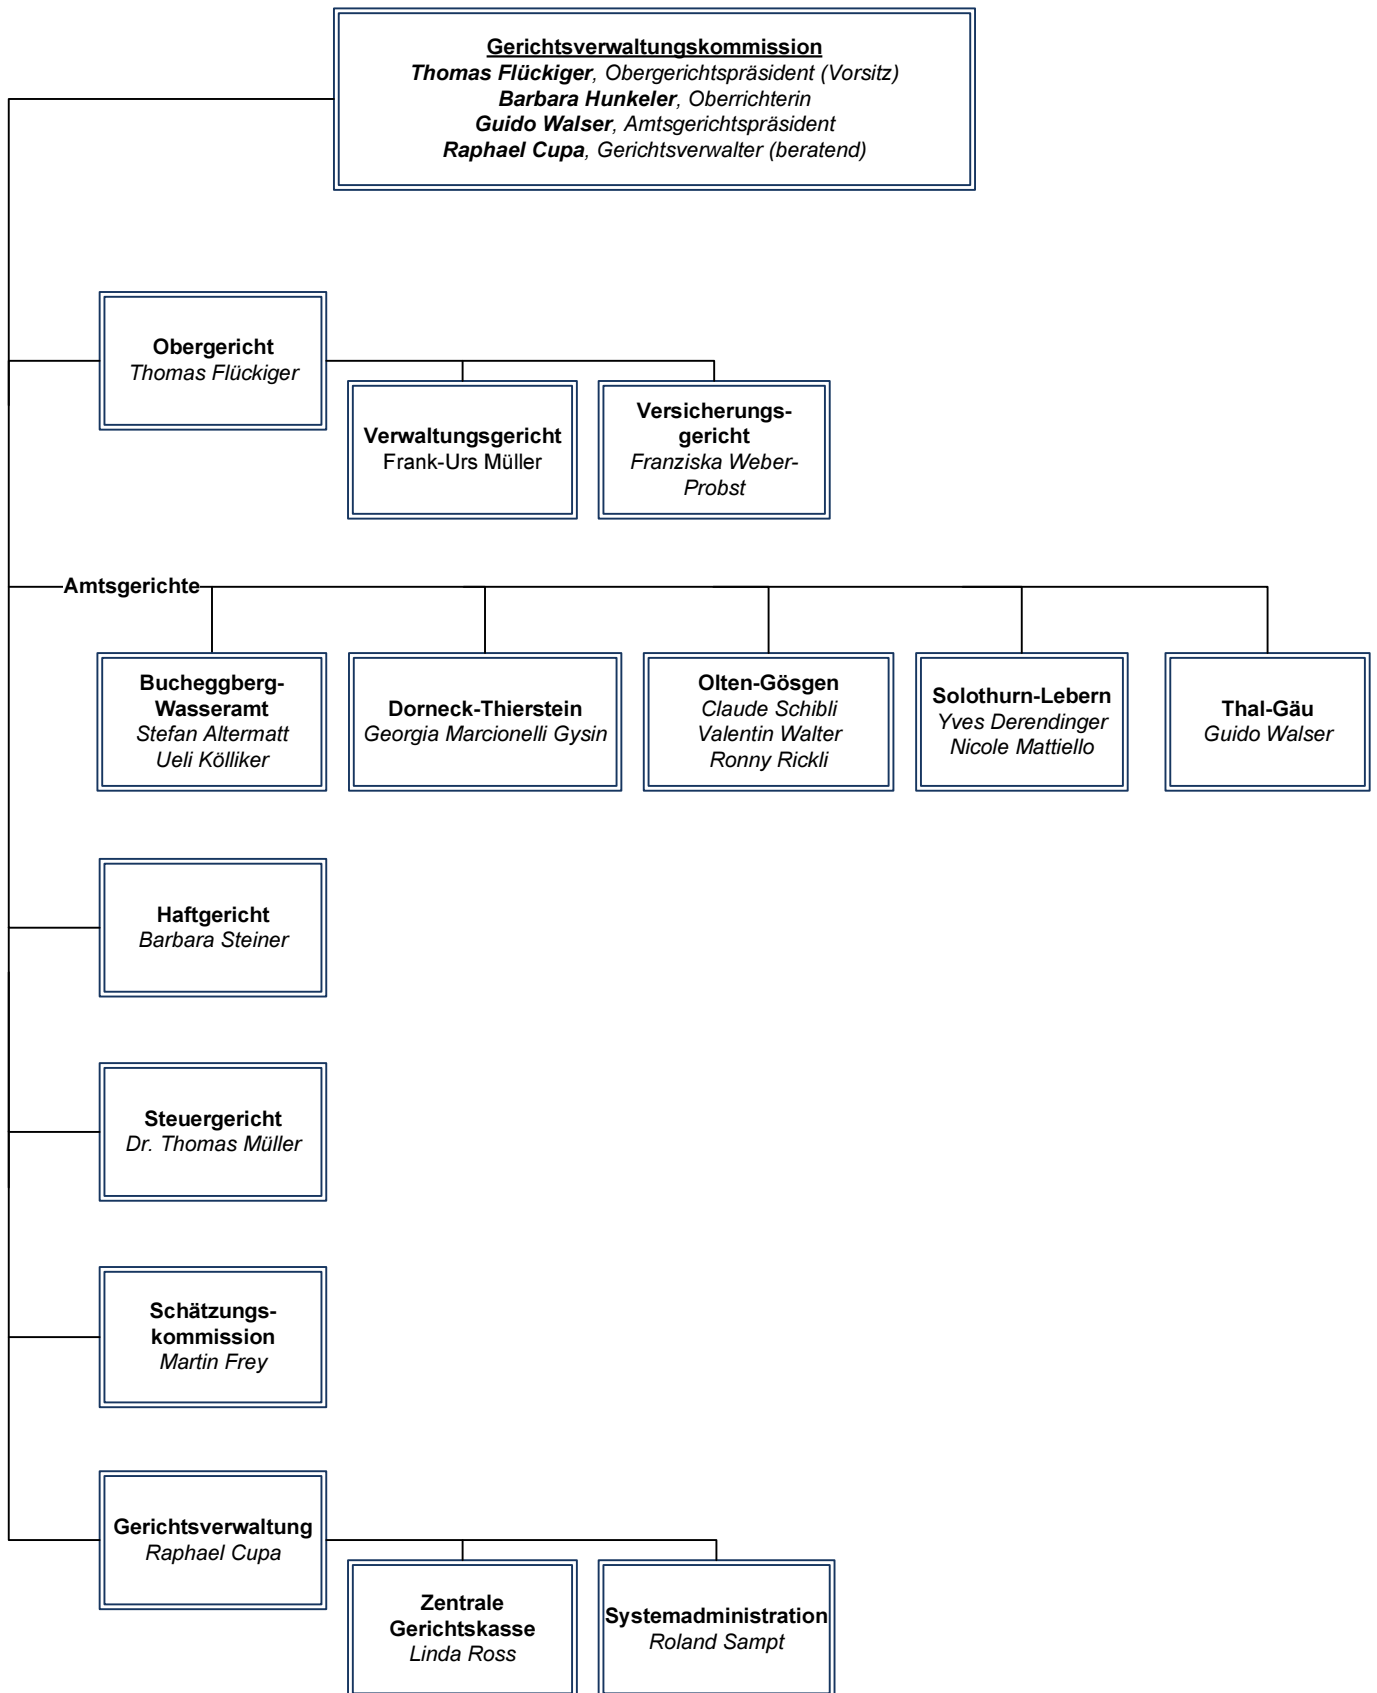 Gerichtsverwaltungskommission
Thomas Flückiger, Obergerichtspräsident (Vorsitz)
Barbara Hunkeler, Oberrichterin
Guido Walser, Amtsgerichtspräsident
Raphael Cupa, Gerichtsverwalter (beratend)
Obergericht
Thomas Flückiger
Verwaltungsgericht
Frank-Urs Müller
Versicherungs-
gericht
Franziska Weber-
Probst
Amtsgerichte
Bucheggberg-
Wasseramt
Stefan Altermatt
Ueli Kölliker
Dorneck-Thierstein
Georgia Marcionelli Gysin
Olten-Gösgen
Claude Schibli
Valentin Walter
Ronny Rickli
Solothurn-Lebern
Yves Derendinger
Nicole Mattiello
Thal-Gäu
Guido Walser
Haftgericht
Barbara Steiner
Steuergericht
Dr. Thomas Müller
Schätzungs-
kommission
Martin Frey
Gerichtsverwaltung
Raphael Cupa
Zentrale
Gerichtskasse
Linda Ross
Systemadministration
Roland Sampt